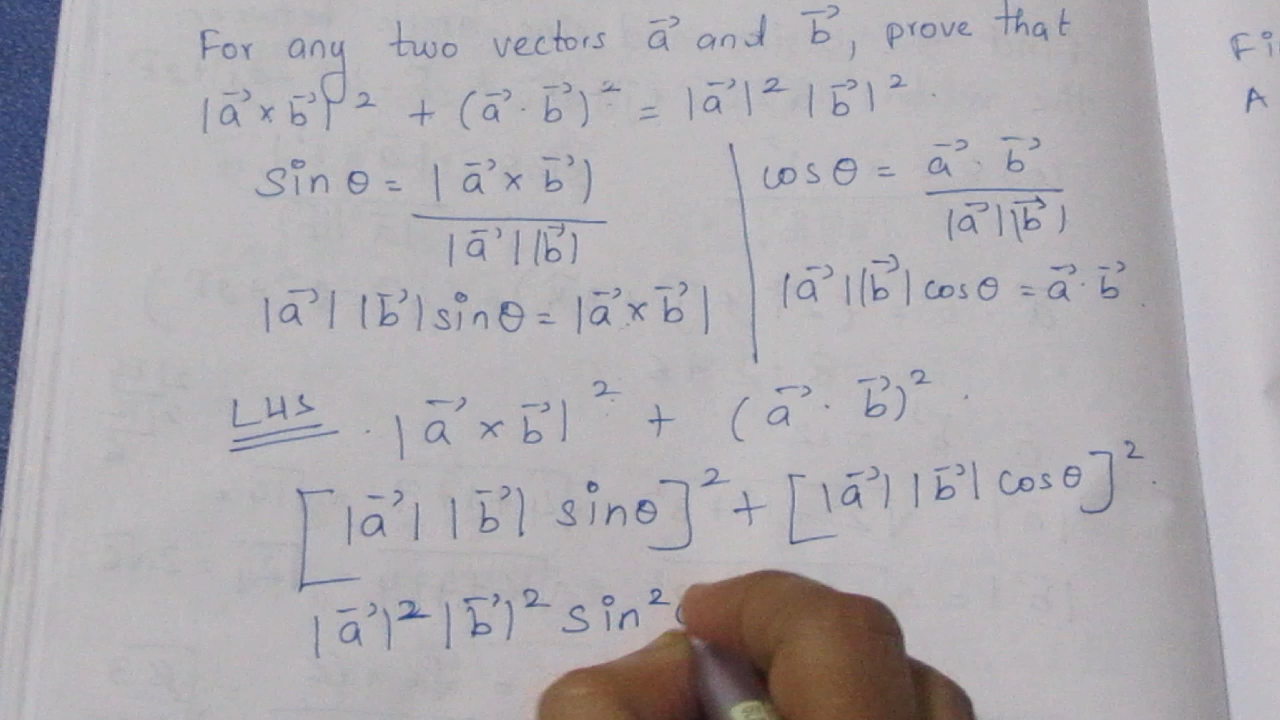 For any two vectors a⃗ and b⃗, prove that
|a⃗ × b⃗|² + (a⃗ · b⃗)² = |a⃗|² |b⃗|².
sin θ = |a⃗ × b⃗|
|a⃗| |b⃗|
|a⃗| |b⃗| sin θ = |a⃗ × b⃗|
cos θ = a⃗ · b⃗
|a⃗| |b⃗|
|a⃗| |b⃗| cos θ = a⃗ · b⃗.
LHS . |a⃗ × b⃗|² + (a⃗ · b⃗)².
[|a⃗| |b⃗| sin θ]² + [|a⃗| |b⃗| cos θ]².
|a⃗|² |b⃗|² sin²
Fi
A